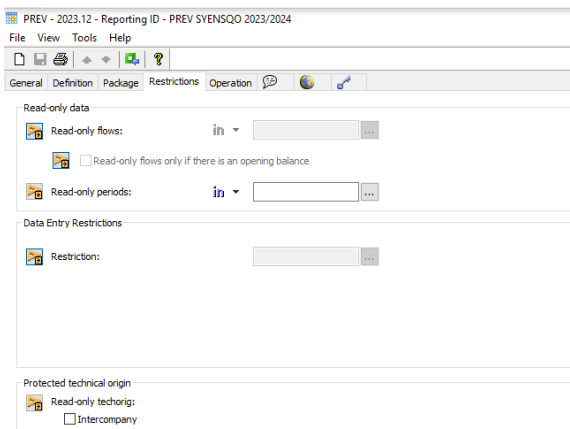 PREV - 2023.12 - Reporting ID - PREV SYENSQO 2023/2024
File View Tools Help
General Definition Package Restrictions Operation
Read-only data
Read-only flows: in ...
Read-only flows only if there is an opening balance
Read-only periods: in ...
Data Entry Restrictions
Restriction: ...
Protected technical origin
Read-only techorig:
Intercompany